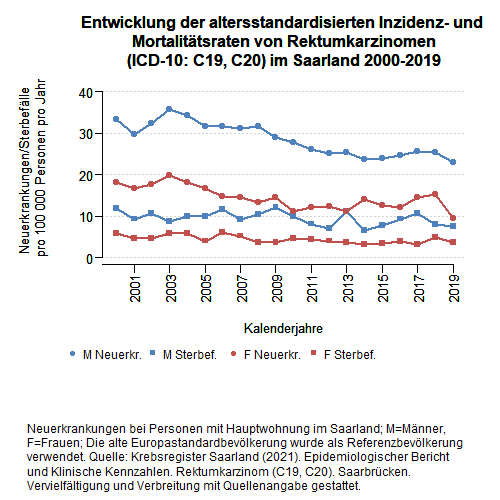 Entwicklung der altersstandardisierten Inzidenz- und
Mortalitätsraten von Rektumkarzinomen
(ICD-10: C19, C20) im Saarland 2000-2019
Neuerkrankungen/Sterbefälle
pro 100 000 Personen pro Jahr
40
30
20
10
0
2001 2003 2005 2007 2009 2011 2013 2015 2017 2019
Kalenderjahre
M Neuerkr. M Sterbef. F Neuerkr. F Sterbef.
Neuerkrankungen bei Personen mit Hauptwohnung im Saarland; M=Männer,
F=Frauen; Die alte Europastandardbevölkerung wurde als Referenzbevölkerung
verwendet. Quelle: Krebsregister Saarland (2021). Epidemiologischer Bericht
und Klinische Kennzahlen. Rektumkarzinom (C19, C20). Saarbrücken.
Vervielfältigung und Verbreitung mit Quellenangabe gestattet.